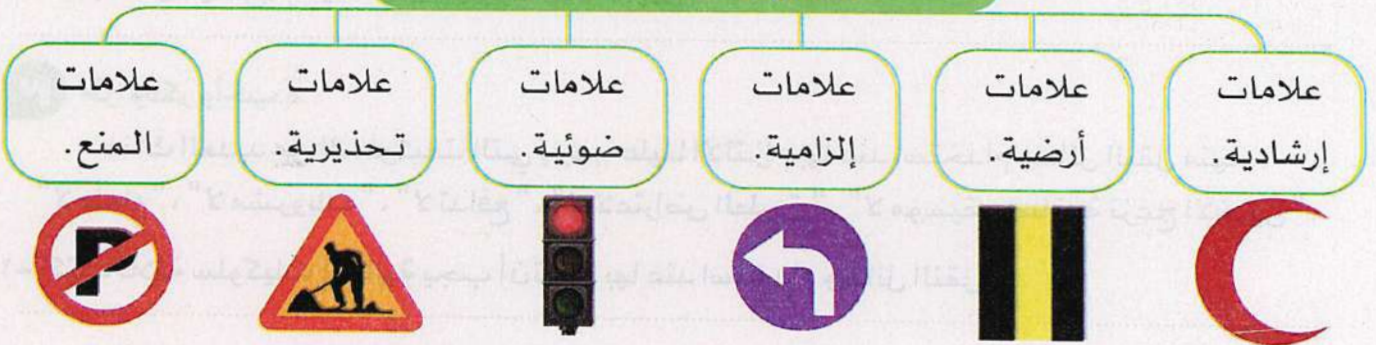 علامات
إرشادية.
علامات
أرضية.
علامات
إلزامية.
علامات
ضوئية.
علامات
تحذيرية.
علامات
المنع.
P